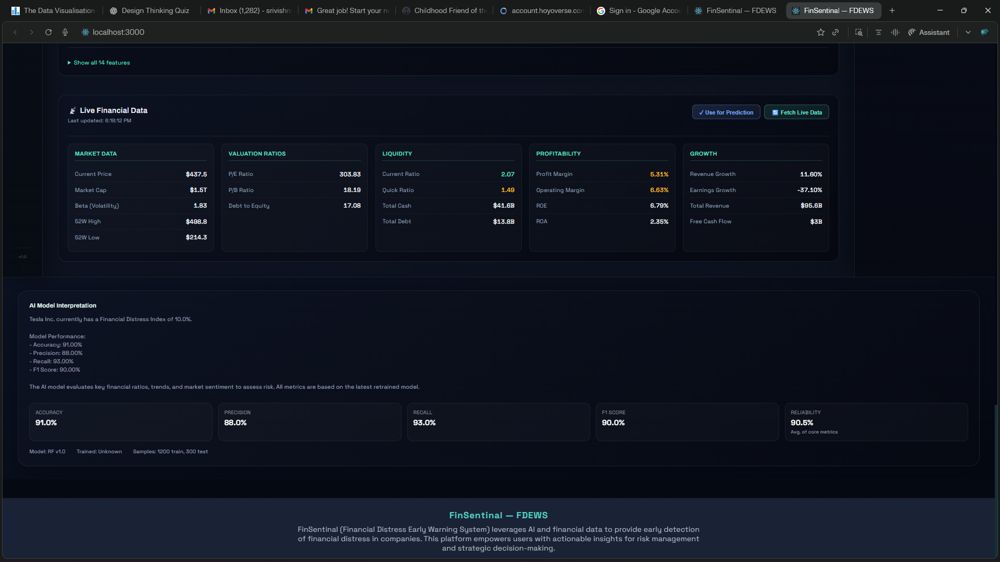 The Data Visualisation
Design Thinking Quiz
Inbox (1,282) - srivishn
Great job! Start your ne
Childhood Friend of the
account.hoyoverse.com
Sign in - Google Accou
FinSentinal — FDEWS
FinSentinal — FDEWS
localhost:3000
Assistant
▶ Show all 14 features
Live Financial Data
Last updated: 6:18:12 PM
✓ Use for Prediction
Fetch Live Data
MARKET DATA
Current Price $437.5
Market Cap $1.5T
Beta (Volatility) 1.83
52W High $498.8
52W Low $214.3
VALUATION RATIOS
P/E Ratio 303.83
P/B Ratio 18.19
Debt to Equity 17.08
LIQUIDITY
Current Ratio 2.07
Quick Ratio 1.49
Total Cash $41.6B
Total Debt $13.8B
PROFITABILITY
Profit Margin 5.31%
Operating Margin 6.63%
ROE 6.79%
ROA 2.35%
GROWTH
Revenue Growth 11.60%
Earnings Growth -37.10%
Total Revenue $95.6B
Free Cash Flow $3B
v1.0
AI Model Interpretation
Tesla Inc. currently has a Financial Distress Index of 10.0%.
Model Performance:
- Accuracy: 91.00%
- Precision: 88.00%
- Recall: 93.00%
- F1 Score: 90.00%
The AI model evaluates key financial ratios, trends, and market sentiment to assess risk. All metrics are based on the latest retrained model.
ACCURACY
91.0%
PRECISION
88.0%
RECALL
93.0%
F1 SCORE
90.0%
RELIABILITY
90.5%
Avg. of core metrics
Model: RF v1.0 Trained: Unknown Samples: 1200 train, 300 test
FinSentinal — FDEWS
FinSentinal (Financial Distress Early Warning System) leverages AI and financial data to provide early detection
of financial distress in companies. This platform empowers users with actionable insights for risk management
and strategic decision-making.